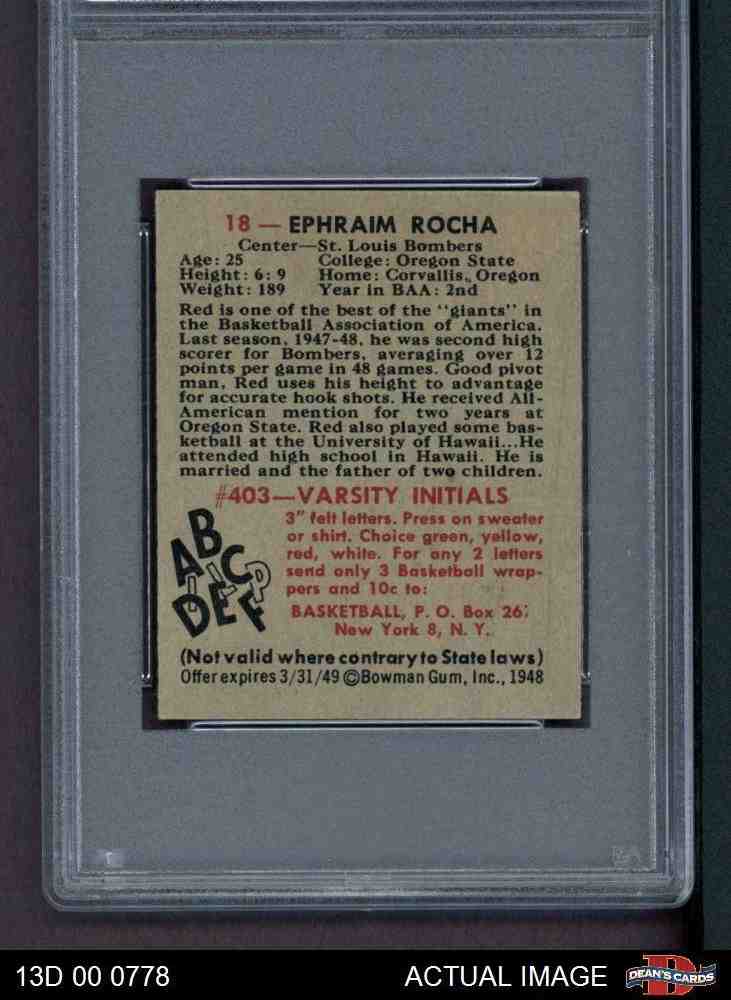 18 — EPHRAIM ROCHA
Center—St. Louis Bombers
Age: 25 College: Oregon State
Height: 6: 9 Home: Corvallis, Oregon
Weight: 189 Year in BAA: 2nd
Red is one of the best of the "giants" in
the Basketball Association of America.
Last season, 1947-48, he was second high
scorer for Bombers, averaging over 12
points per game in 48 games. Good pivot
man, Red uses his height to advantage
for accurate hook shots. He received All-
American mention for two years at
Oregon State. Red also played some bas-
ketball at the University of Hawaii...He
attended high school in Hawaii. He is
married and the father of two children.
#403—VARSITY INITIALS
3" felt letters. Press on sweater
or shirt. Choice green, yellow,
red, white. For any 2 letters
send only 3 Basketball wrap-
pers and 10c to:
BASKETBALL, P. O. Box 267
New York 8, N. Y.
A B C D E F
(Not valid where contrary to State laws)
Offer expires 3/31/49 ©Bowman Gum, Inc., 1948
13D 00 0778 ACTUAL IMAGE DEAN'S CARDS